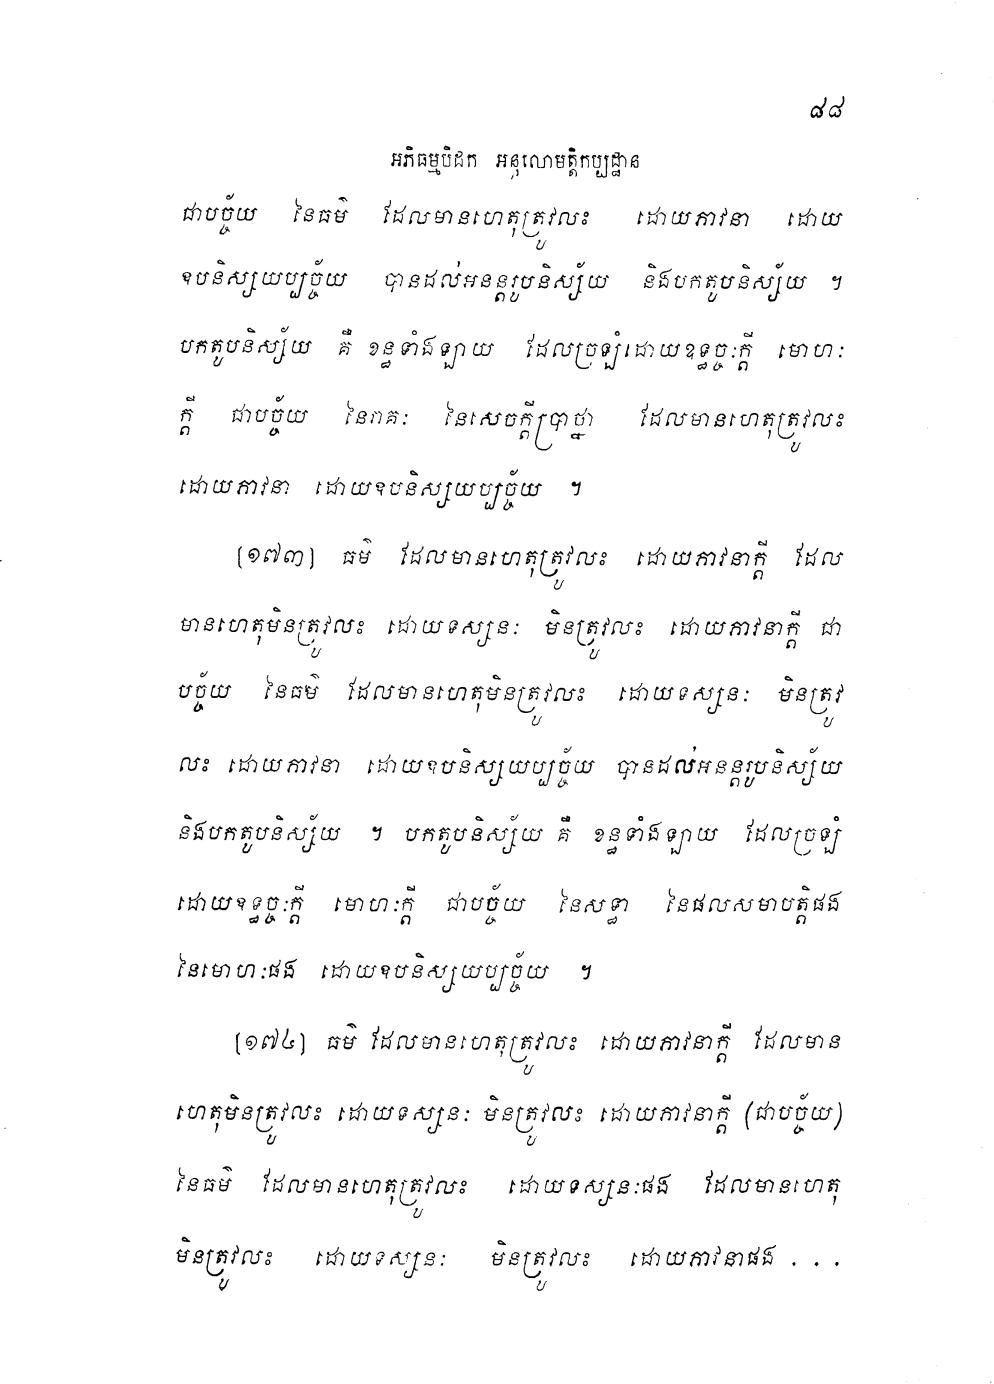 ៨៨
អភិធម្មបិដក អនុលោមត្តិកប្បដ្ឋាន
ជាបច្ច័យ នៃធម៌ ដែលមានហេតុត្រូវលះ ដោយភាវនា ដោយ
ឧបនិស្សយប្បច្ច័យ បានដល់អនន្តរូបនិស្ស័យ និងបកតូបនិស្ស័យ ។
បកតូបនិស្ស័យ គឺ ខន្ធទាំងឡាយ ដែលច្រឡំដោយឧទ្ធច្ចៈក្តី មោហៈ
ក្តី ជាបច្ច័យ នៃរាគៈ នៃសេចក្តីប្រាថ្នា ដែលមានហេតុត្រូវលះ
ដោយភាវនា ដោយឧបនិស្សយប្បច្ច័យ ។
[១៧៣] ធម៌ ដែលមានហេតុត្រូវលះ ដោយភាវនាក្តី ដែល
មានហេតុមិនត្រូវលះ ដោយទស្សនៈ មិនត្រូវលះ ដោយភាវនាក្តី ជា
បច្ច័យ នៃធម៌ ដែលមានហេតុមិនត្រូវលះ ដោយទស្សនៈ មិនត្រូវ
លះ ដោយភាវនា ដោយឧបនិស្សយប្បច្ច័យ បានដល់អនន្តរូបនិស្ស័យ
និងបកតូបនិស្ស័យ ។ បកតូបនិស្ស័យ គឺ ខន្ធទាំងឡាយ ដែលច្រឡំ
ដោយឧទ្ធច្ចៈក្តី មោហៈក្តី ជាបច្ច័យ នៃសទ្ធា នៃផលសមាបត្តិផង
នៃមោហៈផង ដោយឧបនិស្សយប្បច្ច័យ ។
[១៧៤] ធម៌ ដែលមានហេតុត្រូវលះ ដោយភាវនាក្តី ដែលមាន
ហេតុមិនត្រូវលះ ដោយទស្សនៈ មិនត្រូវលះ ដោយភាវនាក្តី (ជាបច្ច័យ)
នៃធម៌ ដែលមានហេតុត្រូវលះ ដោយទស្សនៈផង ដែលមានហេតុ
មិនត្រូវលះ ដោយទស្សនៈ មិនត្រូវលះ ដោយភាវនាផង . . .